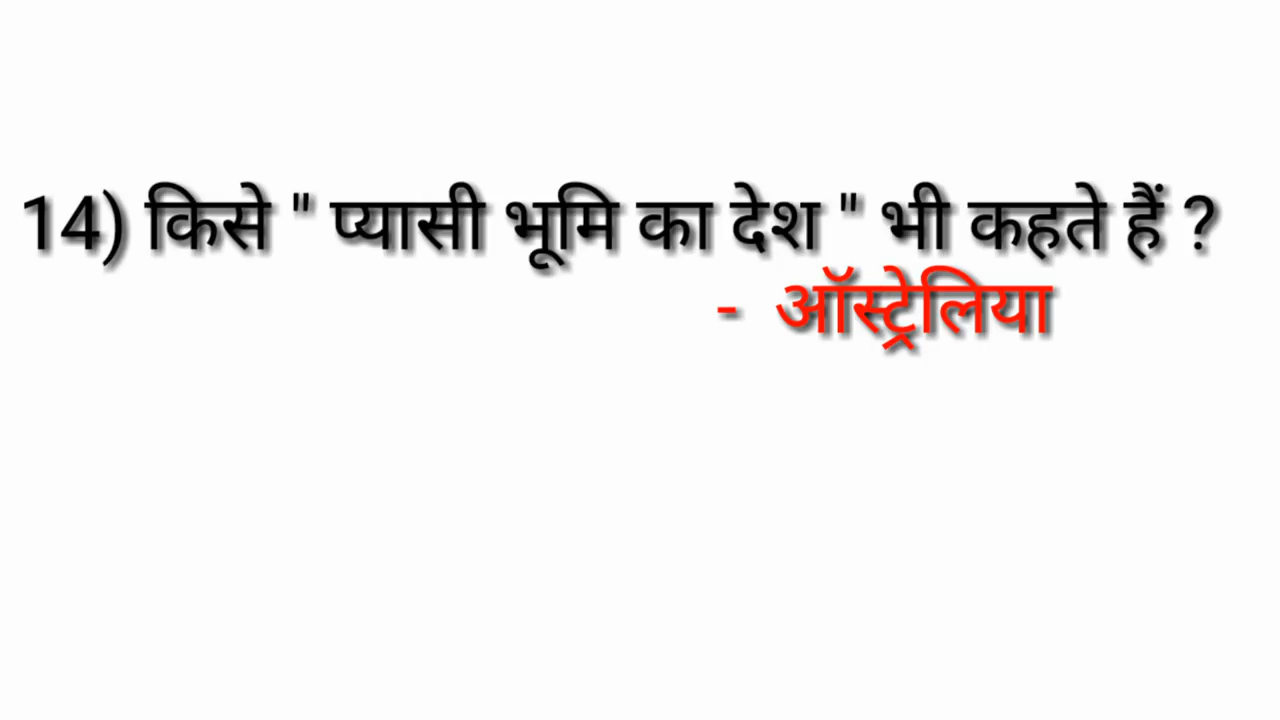 14) किसे " प्यासी भूमि का देश " भी कहते हैं ?
- ऑस्ट्रेलिया